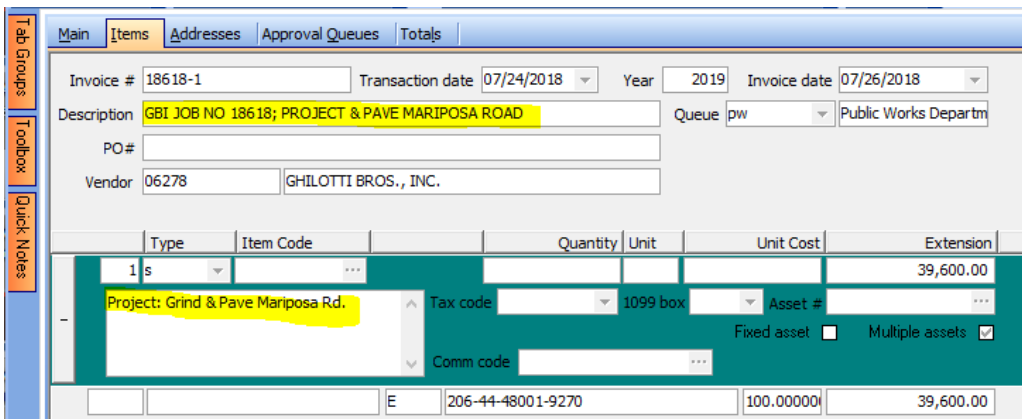 Tab Groups
Toolbox
Quick Notes
Main Items Addresses Approval Queues Totals
Invoice # 18618-1 Transaction date 07/24/2018 Year 2019 Invoice date 07/26/2018
Description GBI JOB NO 18618; PROJECT & PAVE MARIPOSA ROAD Queue pw Public Works Departm
PO#
Vendor 06278 GHILOTTI BROS., INC.
Type Item Code Quantity Unit Unit Cost Extension
1 s ... 39,600.00
Project: Grind & Pave Mariposa Rd. Tax code 1099 box Asset # ...
Fixed asset Multiple assets
Comm code ...
E 206-44-48001-9270 100.00000 39,600.00